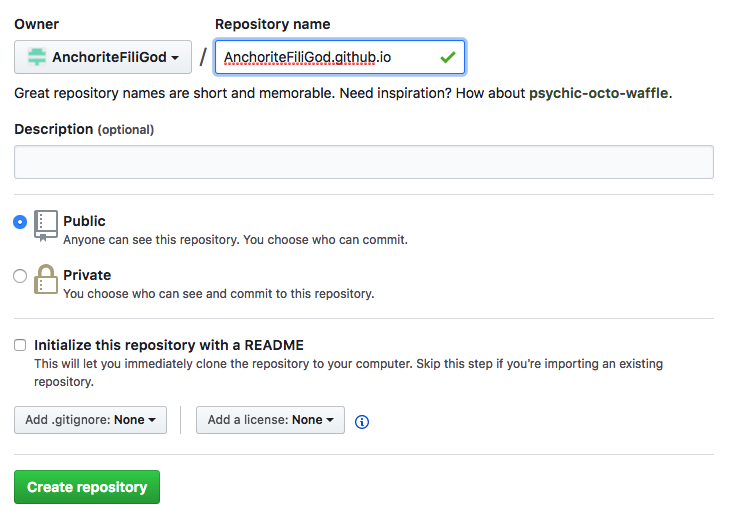 Owner
Repository name
AnchoriteFiliGod / AnchoriteFiliGod.github.io
Great repository names are short and memorable. Need inspiration? How about psychic-octo-waffle.
Description (optional)
Public
Anyone can see this repository. You choose who can commit.
Private
You choose who can see and commit to this repository.
Initialize this repository with a README
This will let you immediately clone the repository to your computer. Skip this step if you're importing an existing
repository.
Add .gitignore: None
Add a license: None
Create repository